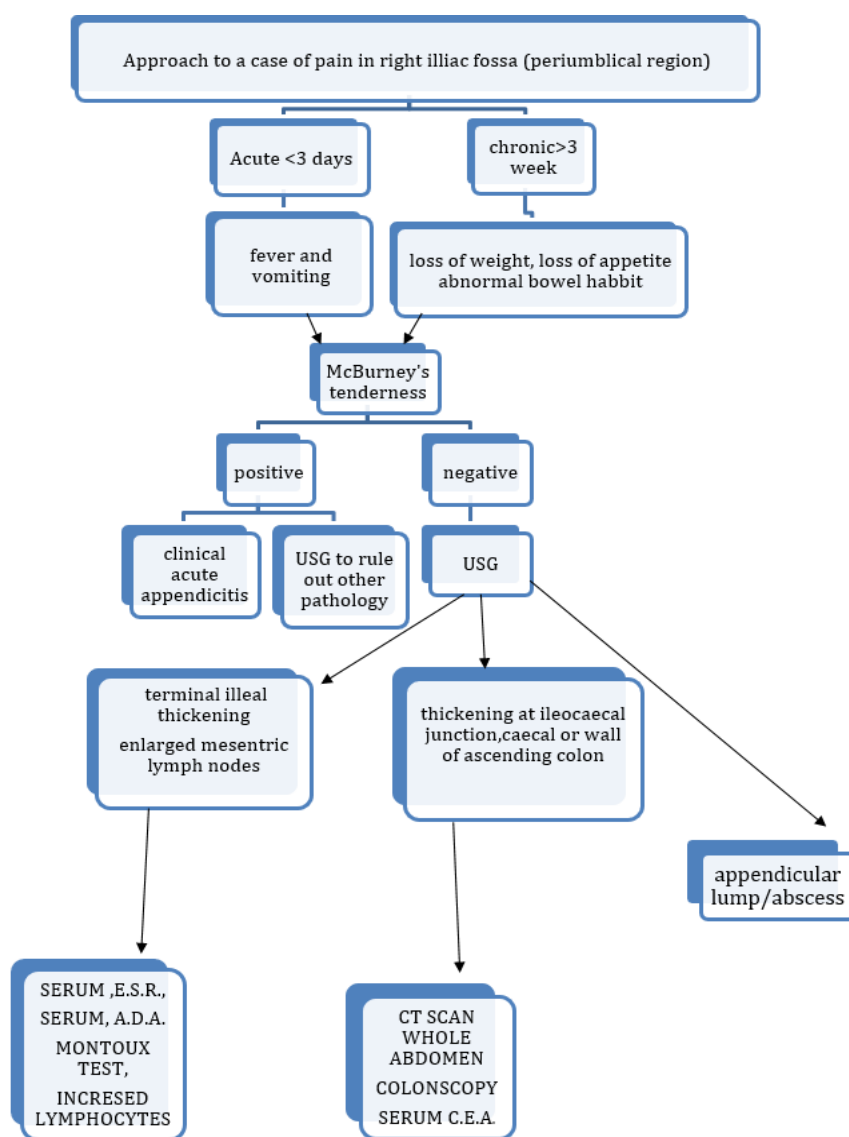 Approach to a case of pain in right illiac fossa (periumblical region)
Acute <3 days
chronic>3
week
fever and
vomiting
loss of weight, loss of appetite
abnormal bowel habbit
McBurney's
tenderness
positive
negative
clinical
acute
appendicitis
USG to rule
out other
pathology
USG
terminal illeal
thickening
enlarged mesentric
lymph nodes
thickening at ileocaecal
junction,caecal or wall
of ascending colon
appendicular
lump/abscess
SERUM ,E.S.R.,
SERUM, A.D.A.
MONTOUX
TEST,
INCRESED
LYMPHOCYTES
CT SCAN
WHOLE
ABDOMEN
COLONSCOPY
SERUM C.E.A.